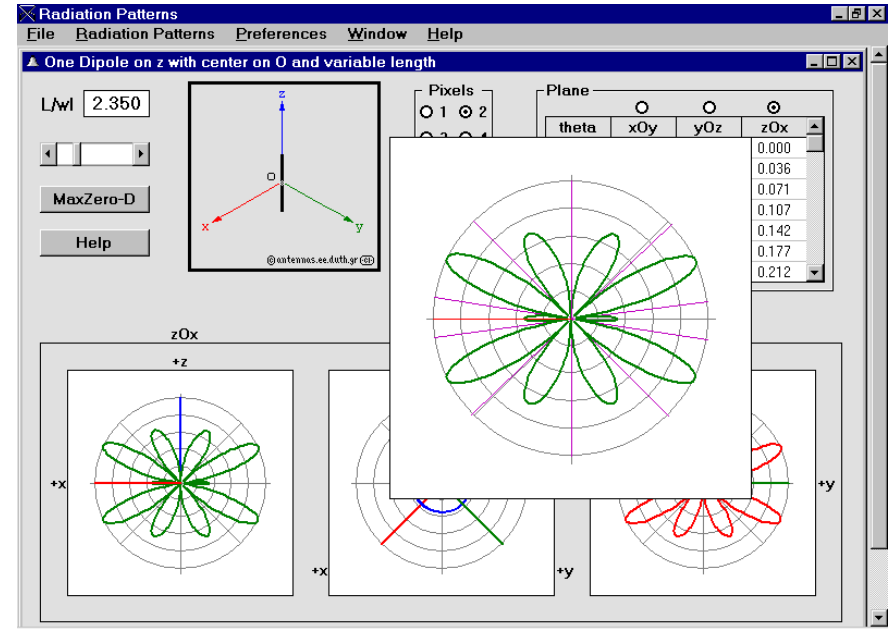 Radiation Patterns
File Radiation Patterns Preferences Window Help
One Dipole on z with center on O and variable length
L/wl 2.350
MaxZero-D
Help
z
O
x
y
@antennas.ee.duth.gr
Pixels
1 2
Plane
theta xOy yOz zOx
0.000
0.036
0.071
0.107
0.142
0.177
0.212
zOx
+z
+x
+x
+y
+y